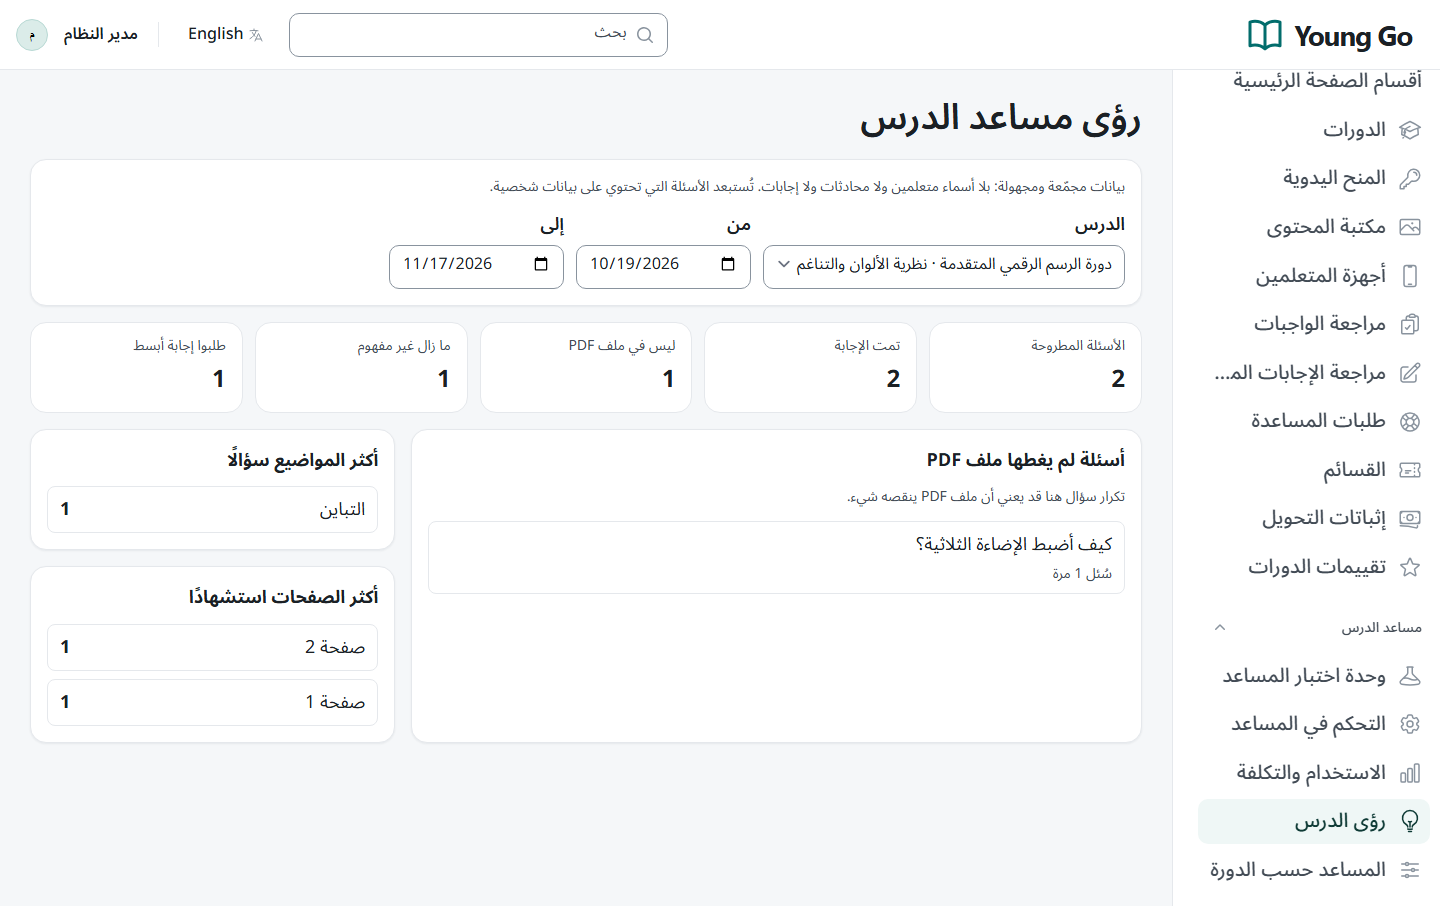 Young Go
بحث
English
مدير النظام
م
أقسام الصفحة الرئيسية
الدورات
المنح اليدوية
مكتبة المحتوى
أجهزة المتعلمين
مراجعة الواجبات
مراجعة الإجابات الم...
طلبات المساعدة
القسائم
إثباتات التحويل
تقييمات الدورات
مساعد الدرس
وحدة اختبار المساعد
التحكم في المساعد
الاستخدام والتكلفة
رؤى الدرس
المساعد حسب الدورة
رؤى مساعد الدرس
بيانات مجمّعة ومجهولة: بلا أسماء متعلمين ولا محادثات ولا إجابات. تُستبعد الأسئلة التي تحتوي على بيانات شخصية.
الدرس
دورة الرسم الرقمي المتقدمة · نظرية الألوان والتناغم
من
10/19/2026
إلى
11/17/2026
الأسئلة المطروحة
2
تمت الإجابة
2
ليس في ملف PDF
1
ما زال غير مفهوم
1
طلبوا إجابة أبسط
1
أسئلة لم يغطها ملف PDF
تكرار سؤال هنا قد يعني أن ملف PDF ينقصه شيء.
كيف أضبط الإضاءة الثلاثية؟
سُئل 1 مرة
أكثر المواضيع سؤالًا
التباين 1
أكثر الصفحات استشهادًا
صفحة 2 1
صفحة 1 1